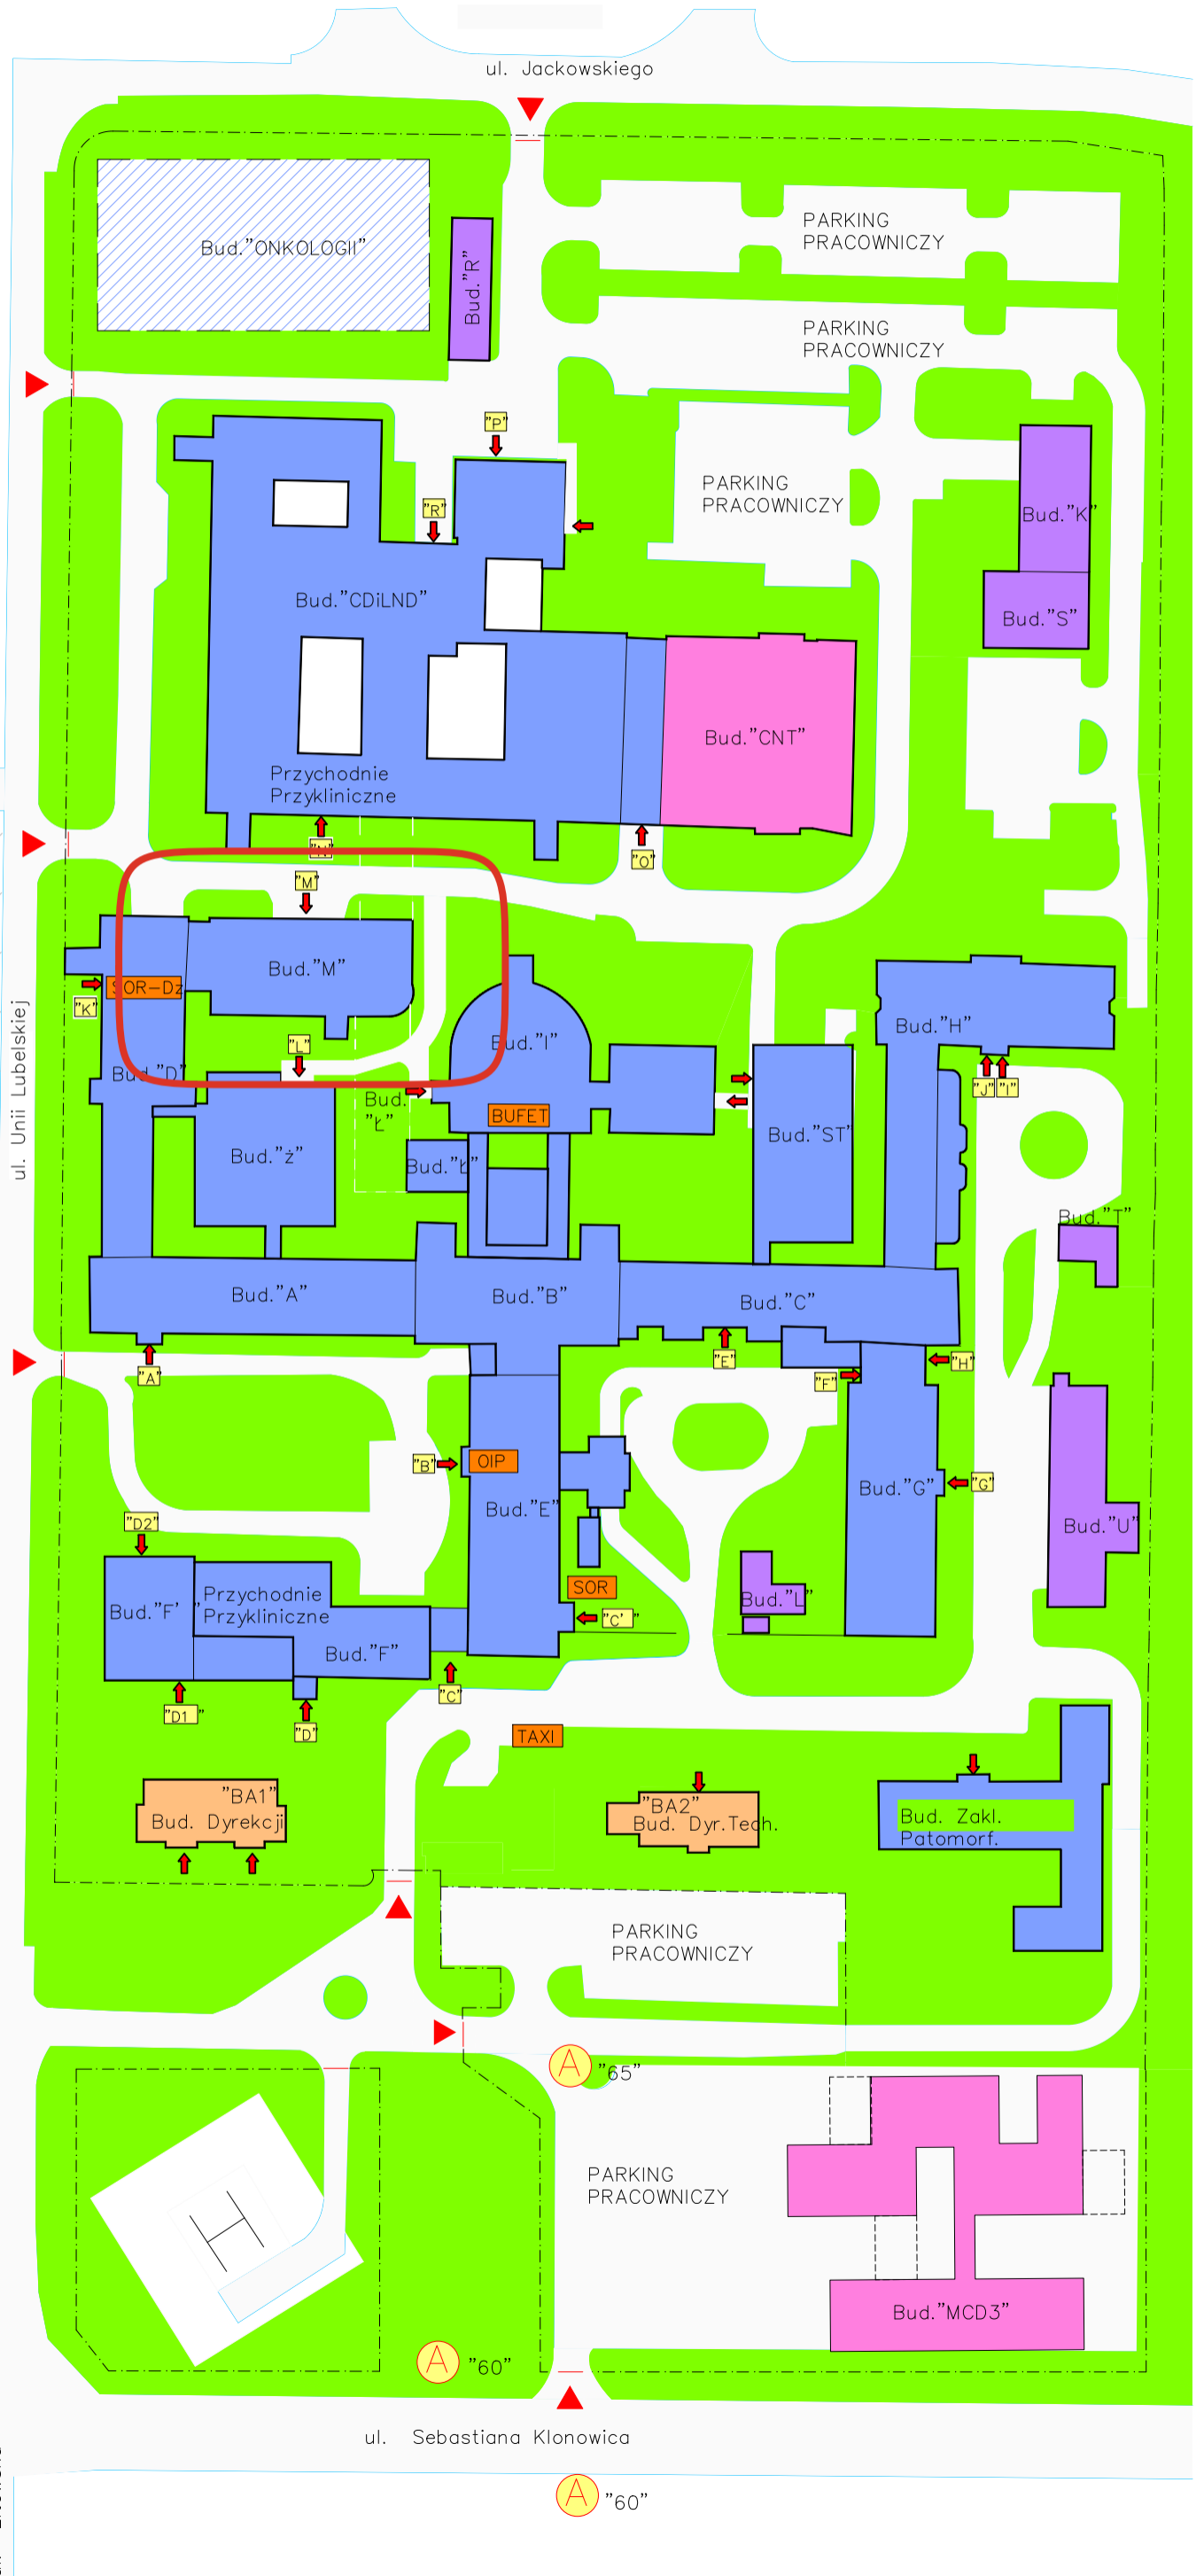 ul. Jackowskiego
Bud."ONKOLOGII"
Bud."R"
PARKING
PRACOWNICZY
PARKING
PRACOWNICZY
"P"
"R"
PARKING
PRACOWNICZY
Bud."K"
Bud."S"
Bud."CDiLND"
Bud."CNT"
Przychodnie
Przykliniczne
"N"
"O"
"M"
Bud."M"
SOR-Dz
"K"
Bud."D"
"L"
Bud."I"
Bud."H"
"J"
"I"
ul. Unii Lubelskiej
Bud.
"Ł"
BUFET
Bud."ST"
Bud."ż"
Bud."Ł"
Bud."T"
Bud."A"
Bud."B"
Bud."C"
"A"
"E"
"H"
"F"
"B"
OIP
Bud."E"
Bud."G"
"G"
Bud."U"
"D2"
Przychodnie
Przykliniczne
Bud."F'"
Bud."F"
SOR
"C'"
Bud."L"
"C"
"D1"
"D"
TAXI
"BA1"
Bud. Dyrekcji
"BA2"
Bud. Dyr.Tech.
Bud. Zakl.
Patomorf.
PARKING
PRACOWNICZY
A "65"
PARKING
PRACOWNICZY
H
Bud."MCD3"
A "60"
ul. Sebastiana Klonowica
A "60"